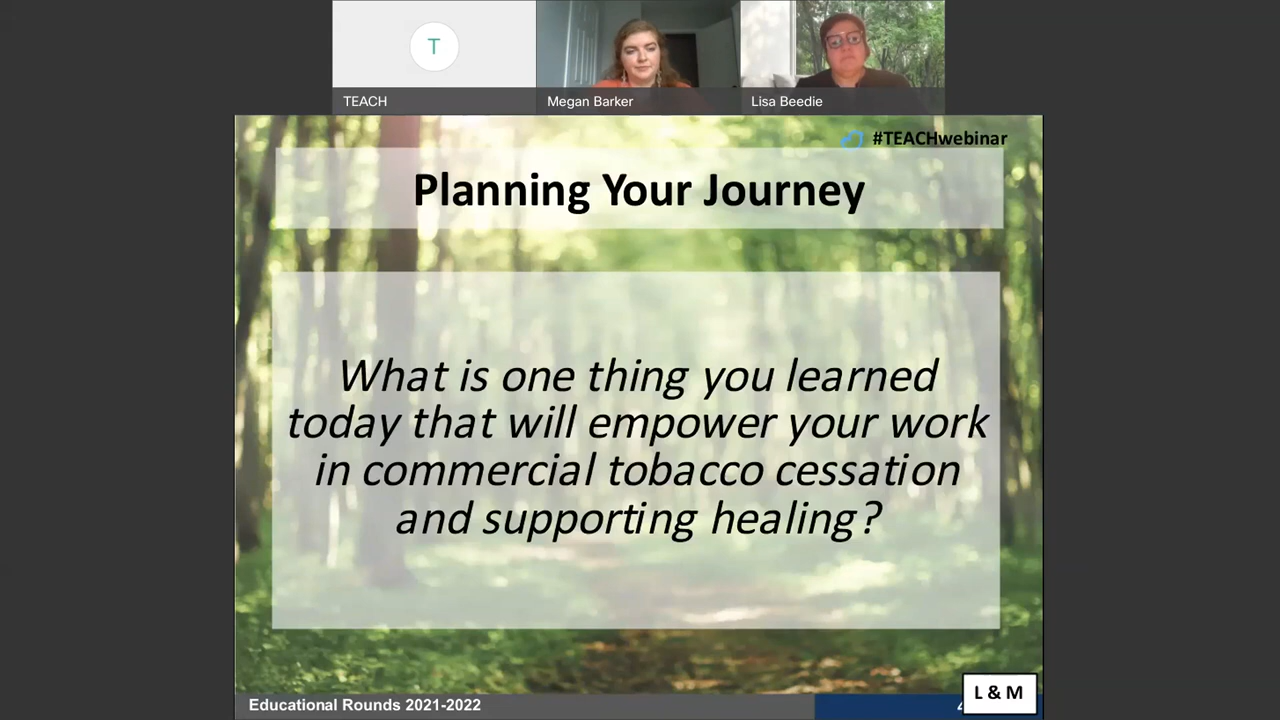 T
TEACH
Megan Barker
Lisa Beedie
#TEACHwebinar
Planning Your Journey
What is one thing you learned
today that will empower your work
in commercial tobacco cessation
and supporting healing?
Educational Rounds 2021-2022
L & M